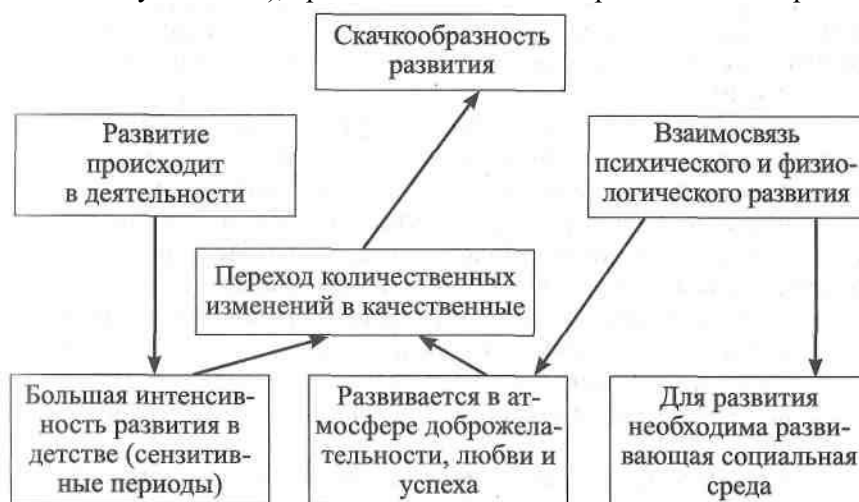 Скачкообразность
развития
Развитие
происходит
в деятельности
Взаимосвязь
психического и физио-
логического развития
Переход количественных
изменений в качественные
Большая интенсив-
ность развития в
детстве (сензитив-
ные периоды)
Развивается в ат-
мосфере доброжела-
тельности, любви и
успеха
Для развития
необходима разви-
вающая социальная
среда